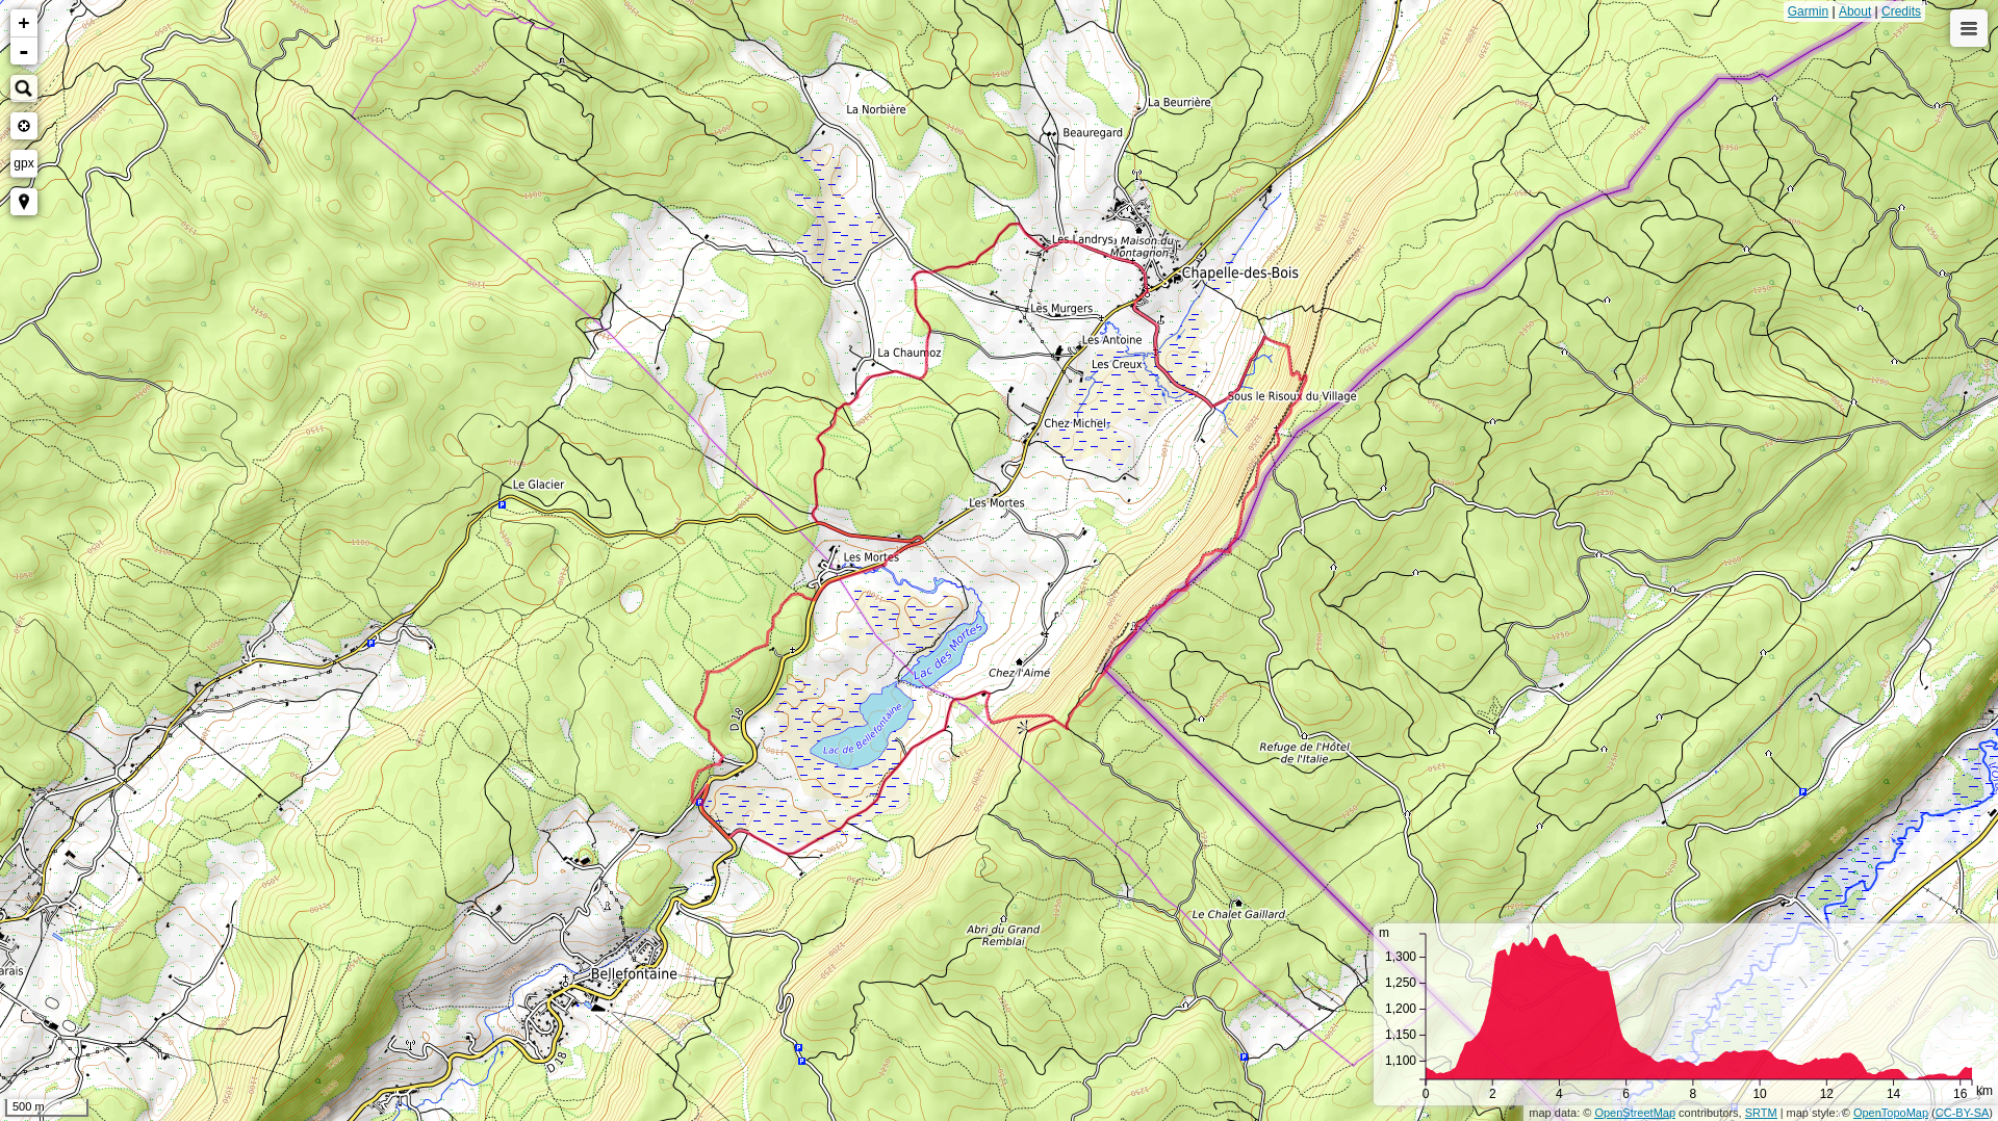 Garmin | About | Credits
+
-
gpx
La Norbière
La Beurrière
Beauregard
Les Landrys
Maison du
Montagnon
Chapelle-des-Bois
Les Murgers
Les Antoine
La Chaumoz
Les Creux
Sous le Risoux du Village
Chez Michel
Le Glacier
Les Mortes
Les Mortes
Lac des Mortes
Chez l'Aimé
D 18
Lac de Bellefontaine
Refuge de l'Hôtel
de l'Italie
Le Chalet Gaillard
Abri du Grand
Remblai
Bellefontaine
arais
D 18
m
1,300
1,250
1,200
1,150
1,100
0 2 4 6 8 10 12 14 16 km
500 m
map data: © OpenStreetMap contributors, SRTM | map style: © OpenTopoMap (CC-BY-SA)